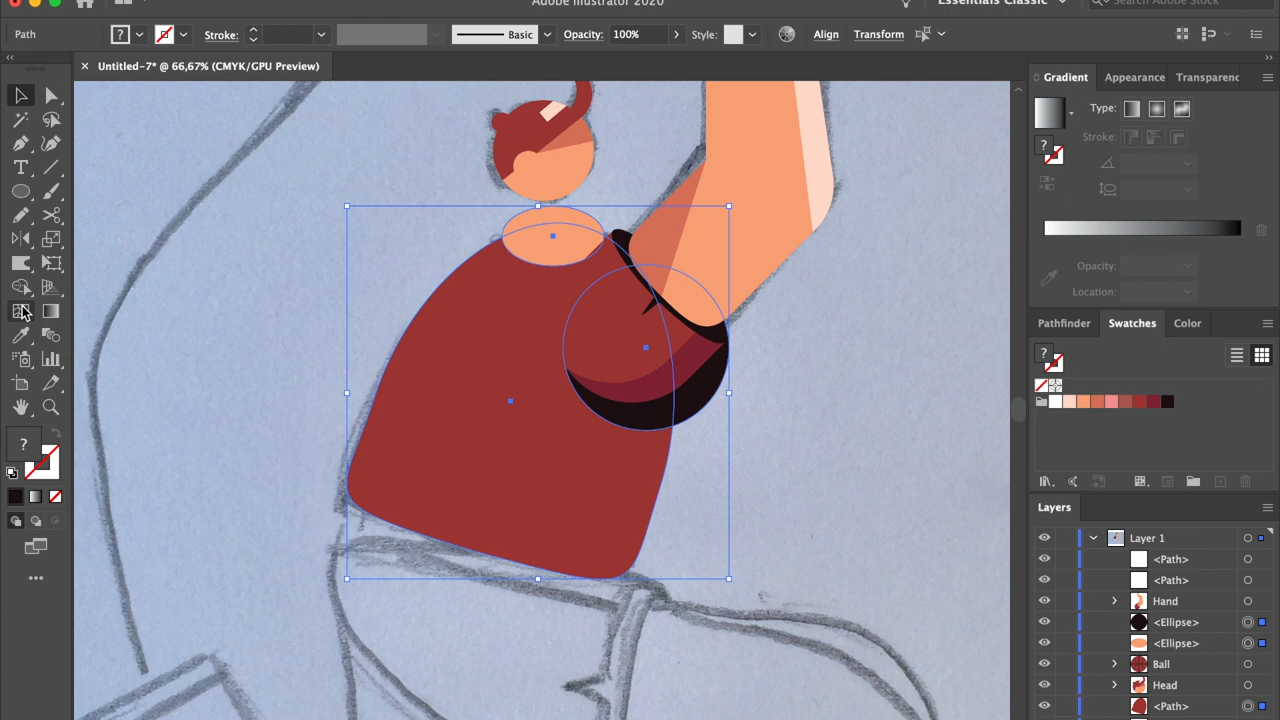 Adobe Illustrator 2020
Essentials Classic
Search Adobe Stock
Path
?
Stroke:
Basic
Opacity:
100%
Style:
Align
Transform
× Untitled-7* @ 66,67% (CMYK/GPU Preview)
Gradient
Appearance
Transparenc
Type:
Stroke:
?
Opacity:
Location:
Pathfinder
Swatches
Color
?
?
Layers
Layer 1
<Path>
<Path>
Hand
<Ellipse>
<Ellipse>
Ball
Head
<Path>